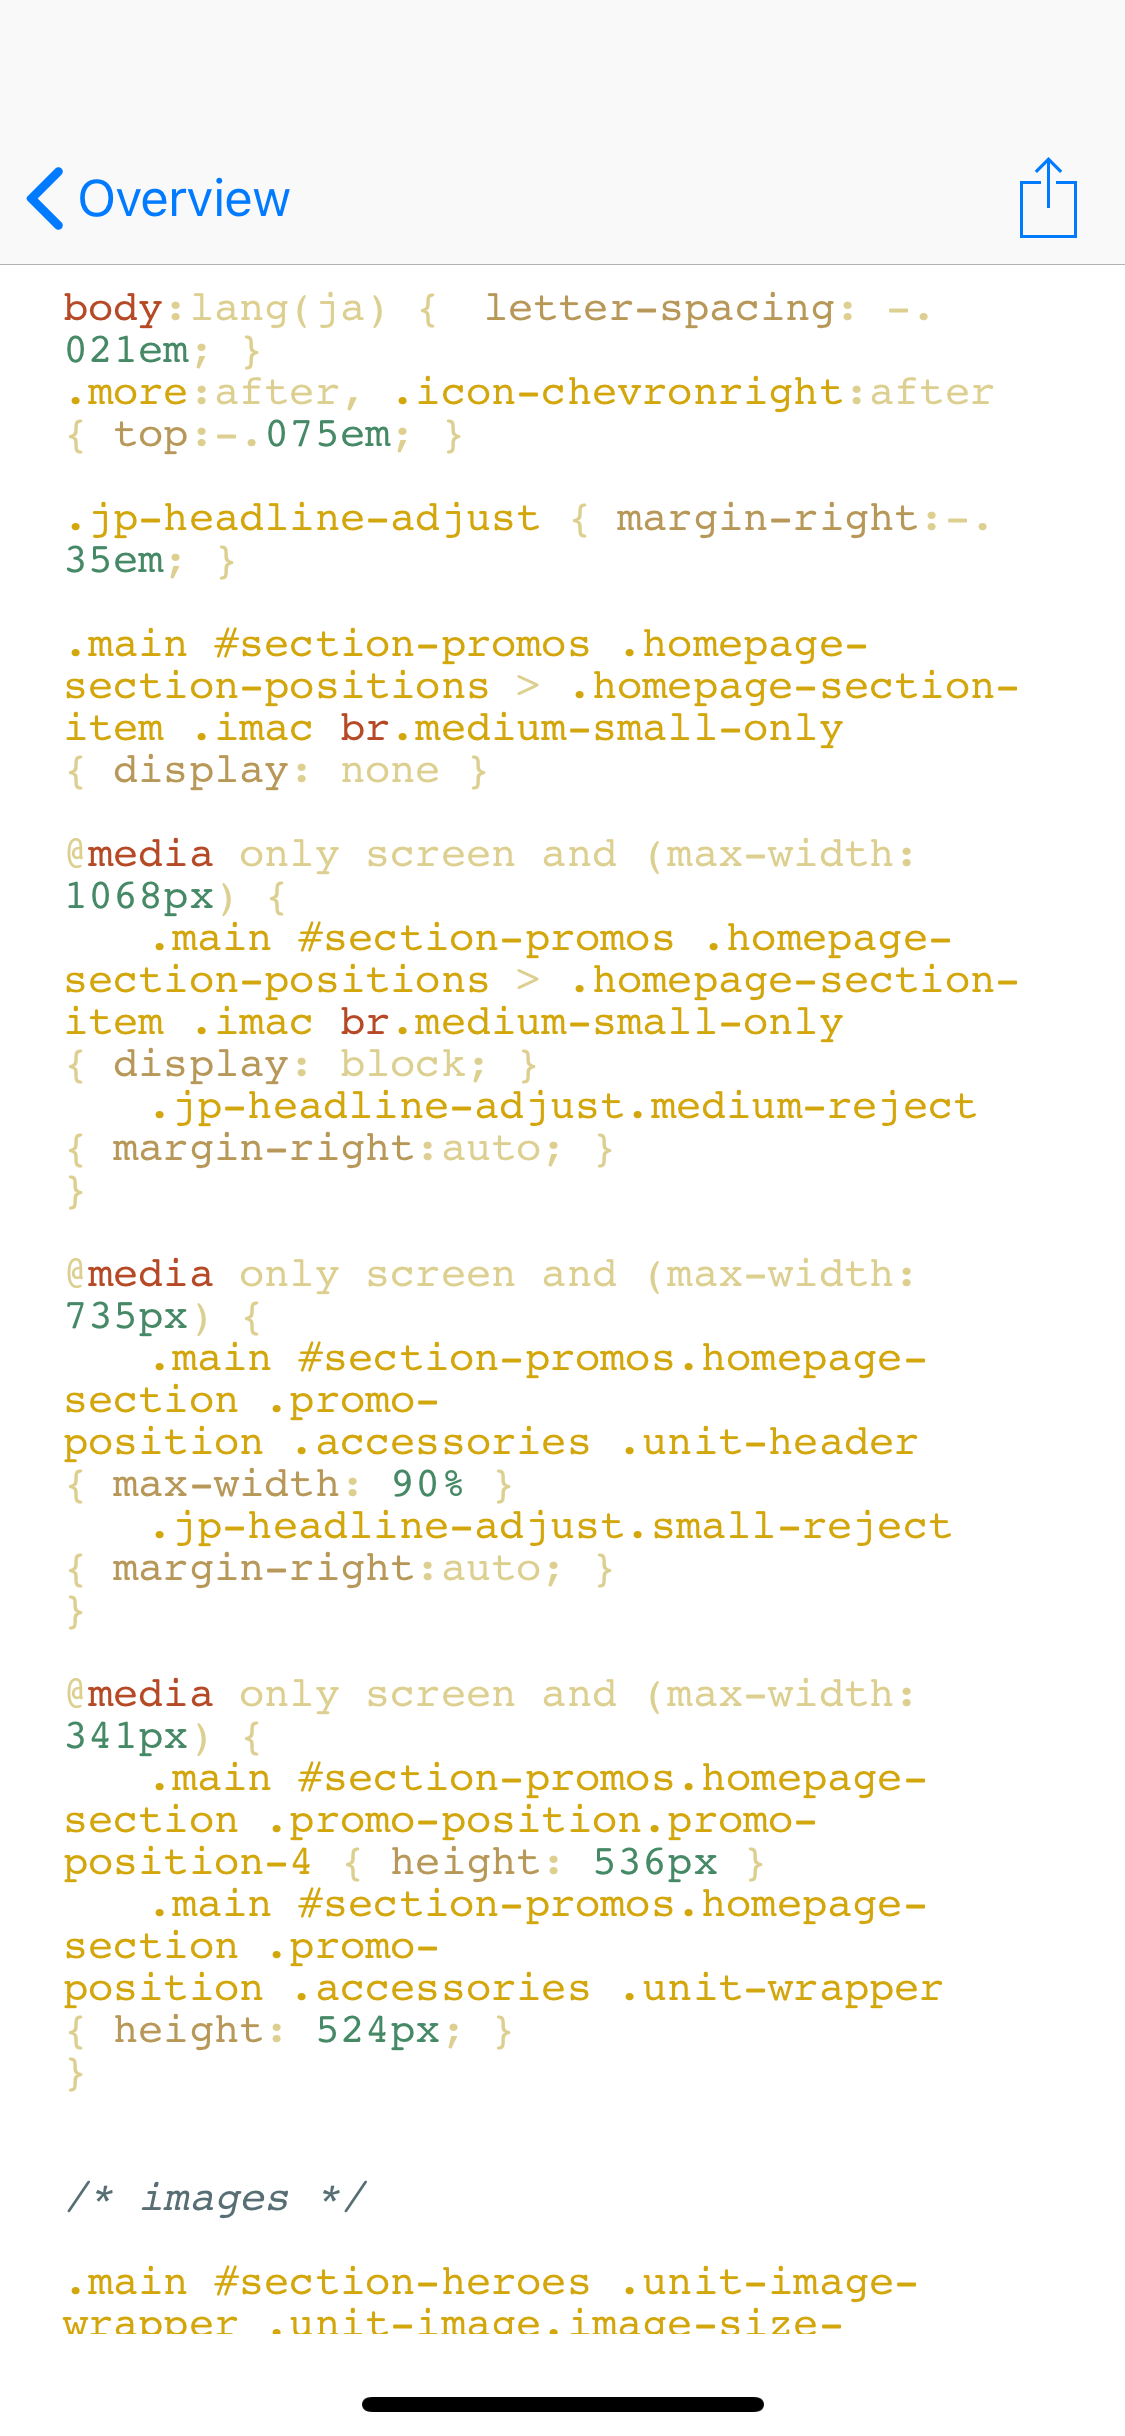 Overview
body:lang(ja) {  letter-spacing: -.
021em; }
.more:after, .icon-chevronright:after
{ top:-.075em; }
.jp-headline-adjust { margin-right:-.
35em; }
.main #section-promos .homepage-
section-positions > .homepage-section-
item .imac br.medium-small-only
{ display: none }
@media only screen and (max-width:
1068px) {
    .main #section-promos .homepage-
section-positions > .homepage-section-
item .imac br.medium-small-only
{ display: block; }
    .jp-headline-adjust.medium-reject
{ margin-right:auto; }
}
@media only screen and (max-width:
735px) {
    .main #section-promos.homepage-
section .promo-
position .accessories .unit-header
{ max-width: 90% }
    .jp-headline-adjust.small-reject
{ margin-right:auto; }
}
@media only screen and (max-width:
341px) {
    .main #section-promos.homepage-
section .promo-position.promo-
position-4 { height: 536px }
    .main #section-promos.homepage-
section .promo-
position .accessories .unit-wrapper
{ height: 524px; }
}
/* images */
.main #section-heroes .unit-image-
wrapper .unit-image.image-size-